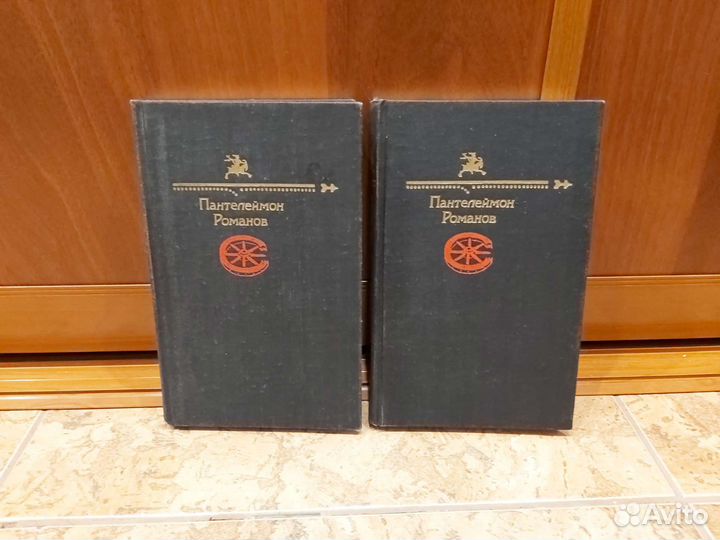 Пантелеймон
Романов
Пантелеймон
Романов
Avito